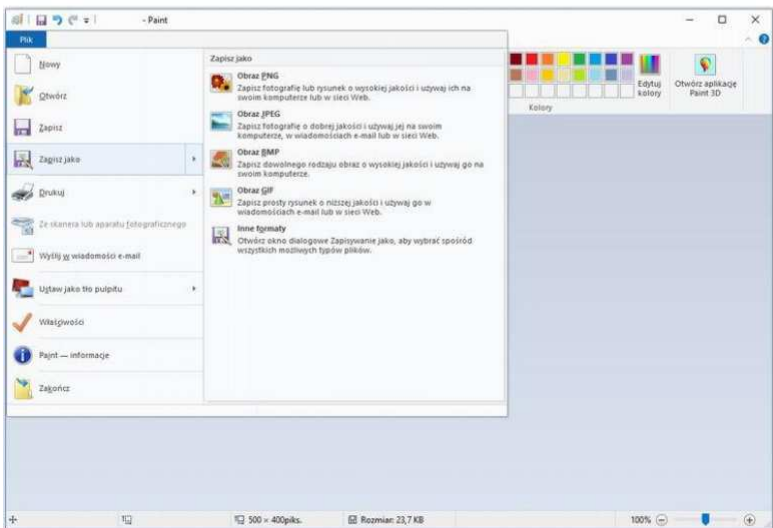 - Paint
Plik
Nowy
Otwórz
Zapisz
Zapisz jako
Drukuj
Ze skanera lub aparatu fotograficznego
Wyślij w wiadomości e-mail
Ustaw jako tło pulpitu
Właściwości
Paint — informacje
Zakończ
Zapisz jako
Obraz PNG
Zapisz fotografię lub rysunek o wysokiej jakości i używaj ich na
swoim komputerze lub w sieci Web.
Obraz JPEG
Zapisz fotografię o dobrej jakości i używaj jej na swoim
komputerze, w wiadomościach e-mail lub w sieci Web.
Obraz BMP
Zapisz dowolnego rodzaju obraz o wysokiej jakości i używaj go na
swoim komputerze.
Obraz GIF
Zapisz prosty rysunek o niższej jakości i używaj go w
wiadomościach e-mail lub w sieci Web.
Inne formaty
Otwórz okno dialogowe Zapisywanie jako, aby wybrać spośród
wszystkich możliwych typów plików.
Edytuj
kolory
Otwórz aplikację
Paint 3D
Kolory
500 × 400piks.
Rozmiar: 23,7 KB
100%